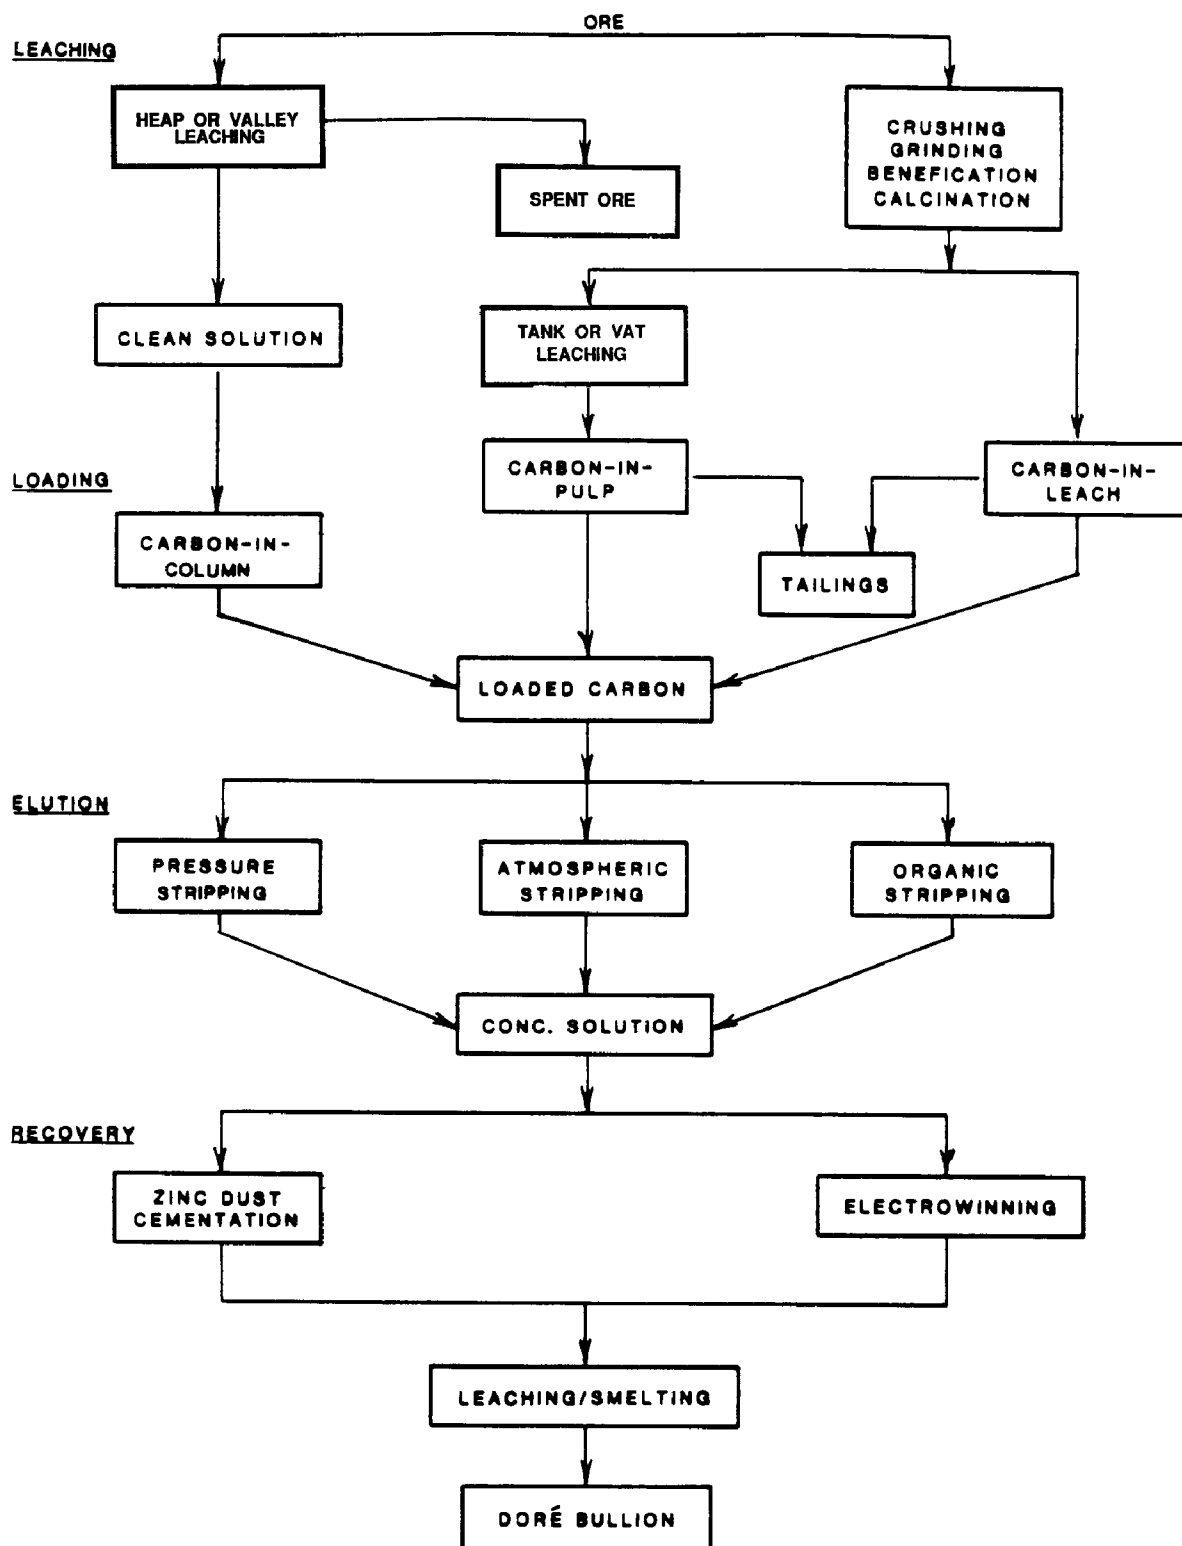 ORE
LEACHING
HEAP OR VALLEY
LEACHING
CRUSHING
GRINDING
BENEFICATION
CALCINATION
SPENT ORE
CLEAN SOLUTION
TANK OR VAT
LEACHING
LOADING
CARBON-IN-
PULP
CARBON-IN-
LEACH
CARBON-IN-
COLUMN
TAILINGS
LOADED CARBON
ELUTION
PRESSURE
STRIPPING
ATMOSPHERIC
STRIPPING
ORGANIC
STRIPPING
CONC. SOLUTION
RECOVERY
ZINC DUST
CEMENTATION
ELECTROWINNING
LEACHING/SMELTING
DORÉ BULLION